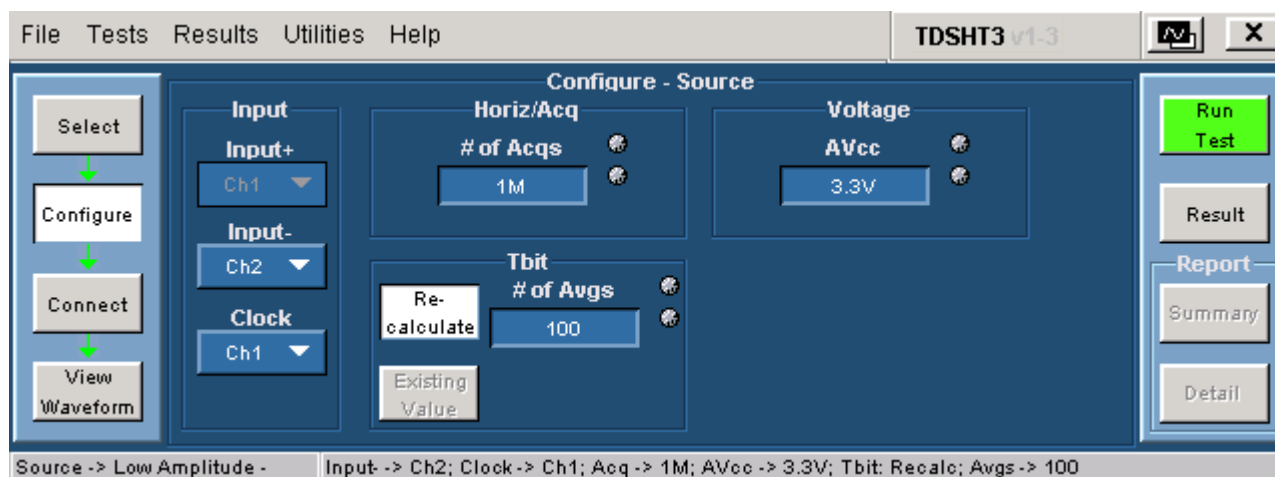 File Tests Results Utilities Help TDSHT3 v1-3
Configure - Source
Select
Configure
Connect
View
Waveform
Input
Input+
Ch1
Input-
Ch2
Clock
Ch1
Horiz/Acq
# of Acqs
1M
Tbit
Re-
calculate
# of Avgs
100
Existing
Value
Voltage
AVcc
3.3V
Run
Test
Result
Report
Summary
Detail
Source -> Low Amplitude -
Input- -> Ch2; Clock -> Ch1; Acq -> 1M; AVcc -> 3.3V; Tbit: Recalc; Avgs -> 100